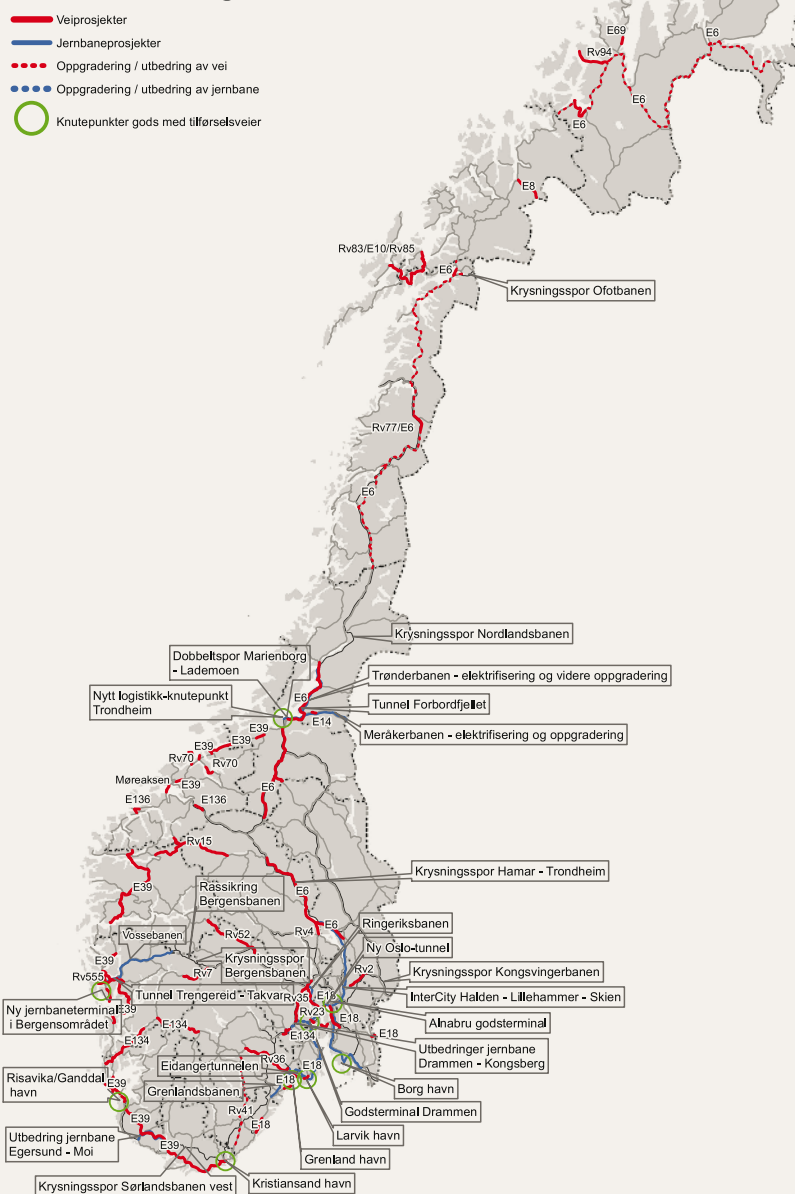 Veiprosjekter
Jernbaneprosjekter
Oppgradering / utbedring av vei
Oppgradering / utbedring av jernbane
Knutepunkter gods med tilførselsveier
E69
E6
Rv94
E6
E6
E8
Rv83/E10/Rv85
E6
Krysningsspor Ofotbanen
Rv77/E6
E6
Krysningsspor Nordlandsbanen
Dobbeltspor Marienborg
- Lademoen
Trønderbanen - elektrifisering og videre oppgradering
Nytt logistikk-knutepunkt
Trondheim
E6
Tunnel Forbordfjellet
E14
Meråkerbanen - elektrifisering og oppgradering
E39
E39
E39
Rv70
Rv70
Møreaksen
E39
E6
E136
E136
Rv15
Krysningsspor Hamar - Trondheim
E39
Rassikring
Bergensbanen
E6
Ringeriksbanen
E6
Rv4
Vossebanen
Rv52
Ny Oslo-tunnel
E39
Krysningsspor
Bergensbanen
Rv2
Krysningsspor Kongsvingerbanen
Rv555
Rv7
Tunnel Trengereid - Takvam
Rv35
E18
InterCity Halden - Lillehammer - Skien
Ny jernbaneterminal
i Bergensområdet
E39
Rv23
E18
Alnabru godsterminal
E134
E134
E134
E18
Utbedringer jernbane
Drammen - Kongsberg
Rv36
Eidangertunnelen
E18
Risavika/Ganddal
havn
E39
E18
Grenlandsbanen
Borg havn
Rv41
Godsterminal Drammen
E39
E18
Larvik havn
Utbedring jernbane
Egersund - Moi
E39
Grenland havn
Krysningsspor Sørlandsbanen vest
Kristiansand havn